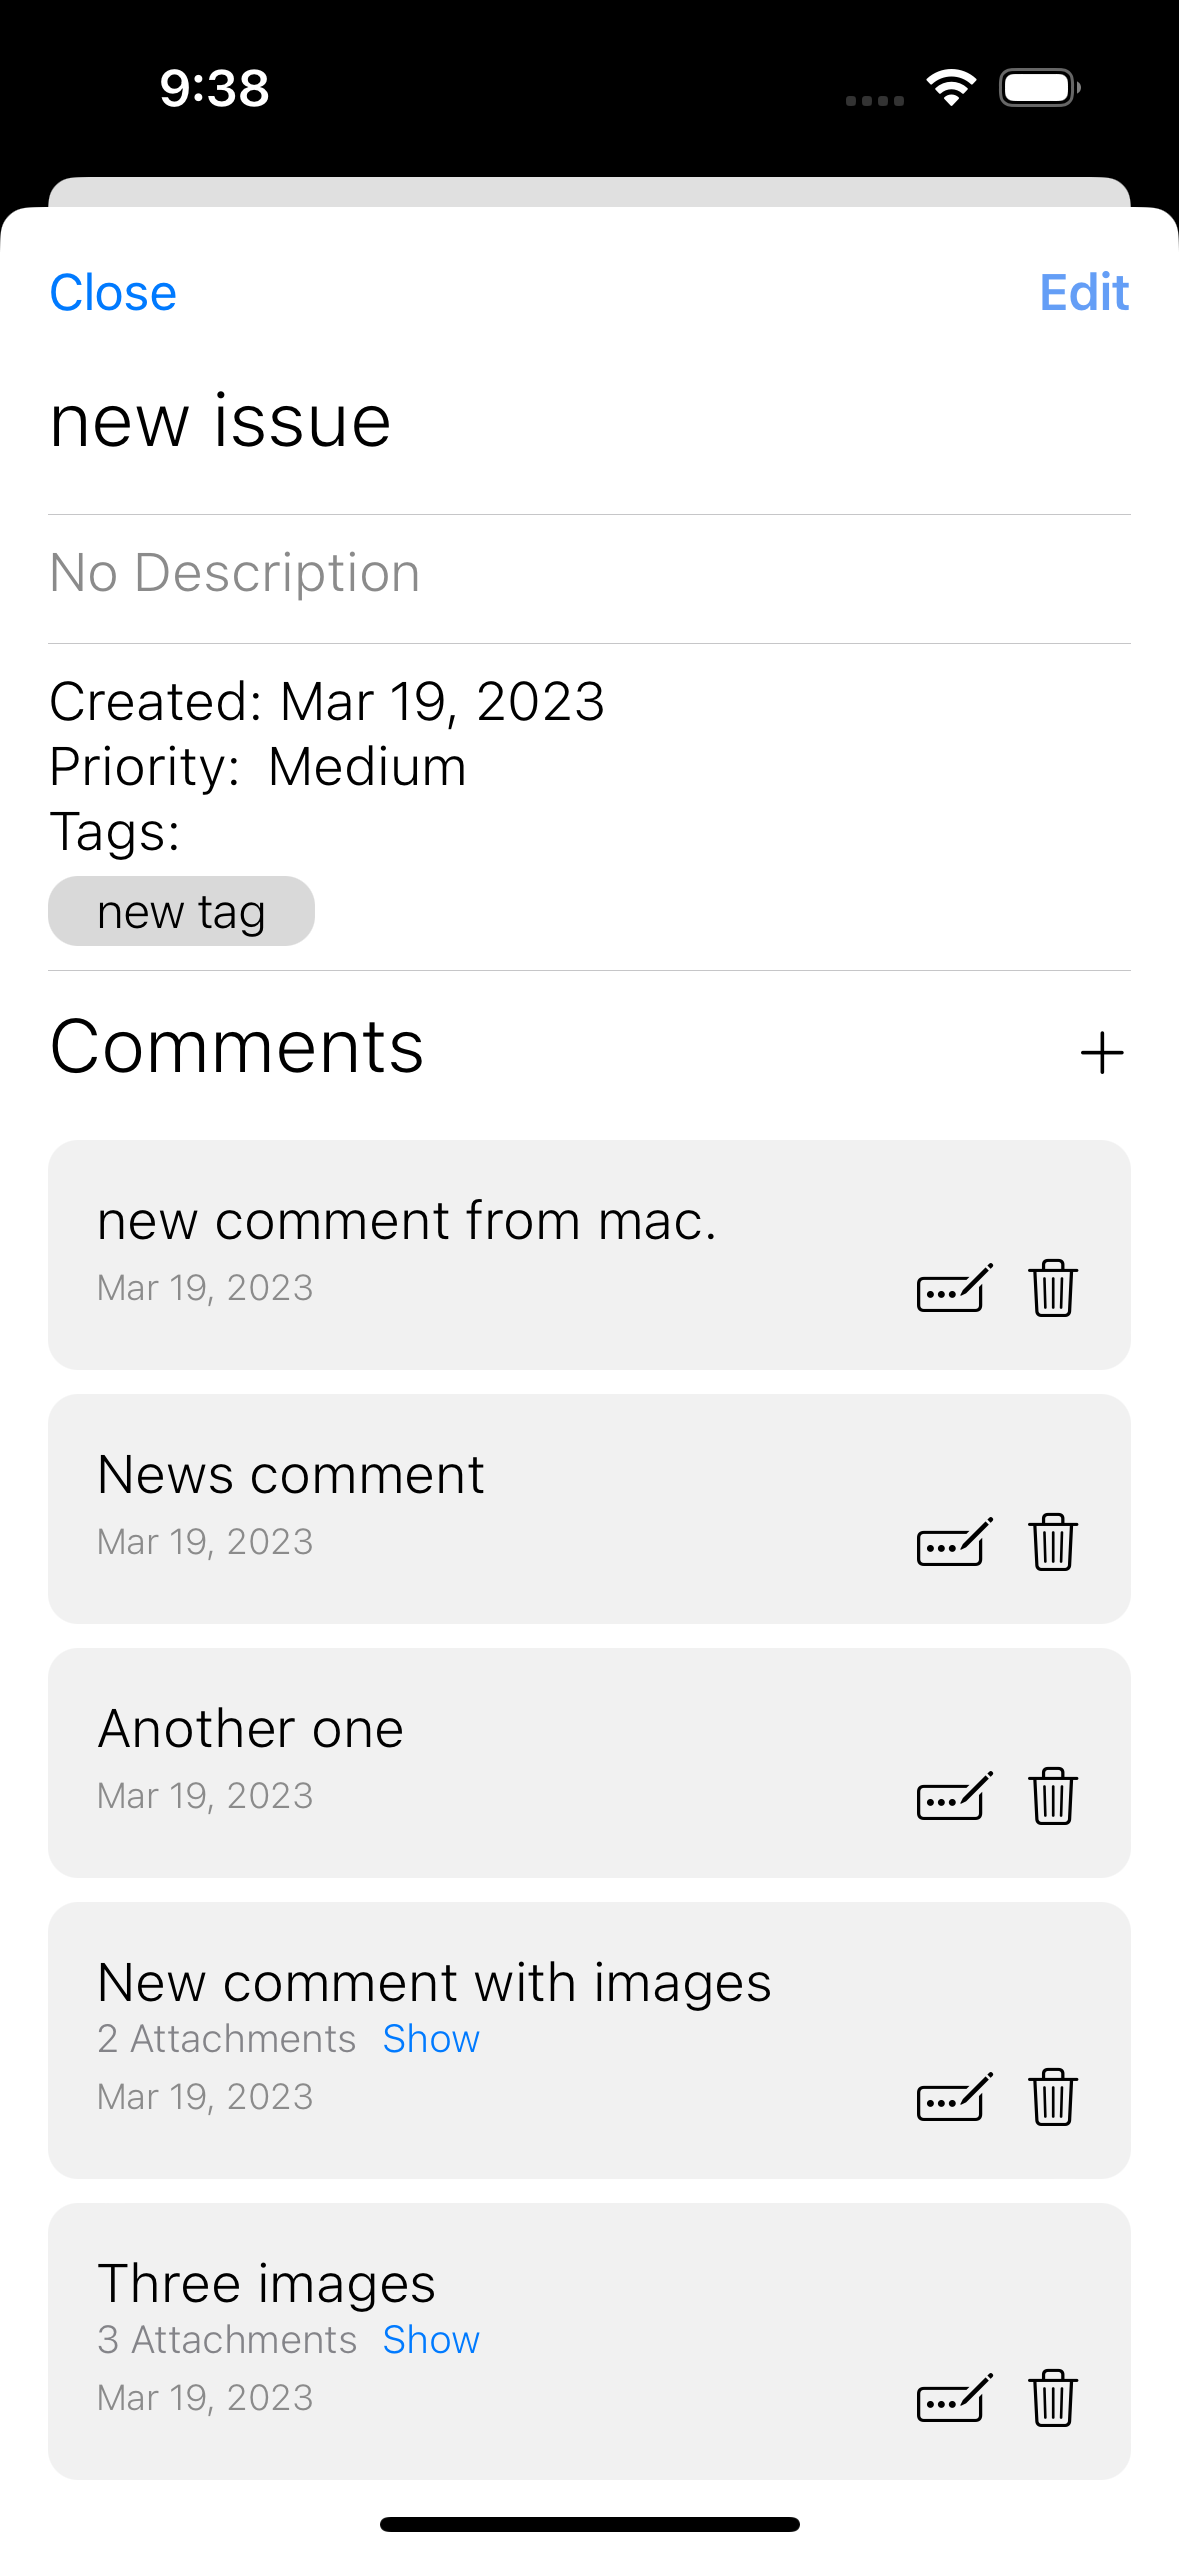 9:38
Close
Edit
new issue
No Description
Created: Mar 19, 2023
Priority: Medium
Tags:
new tag
Comments
new comment from mac.
Mar 19, 2023
News comment
Mar 19, 2023
Another one
Mar 19, 2023
New comment with images
2 Attachments Show
Mar 19, 2023
Three images
3 Attachments Show
Mar 19, 2023